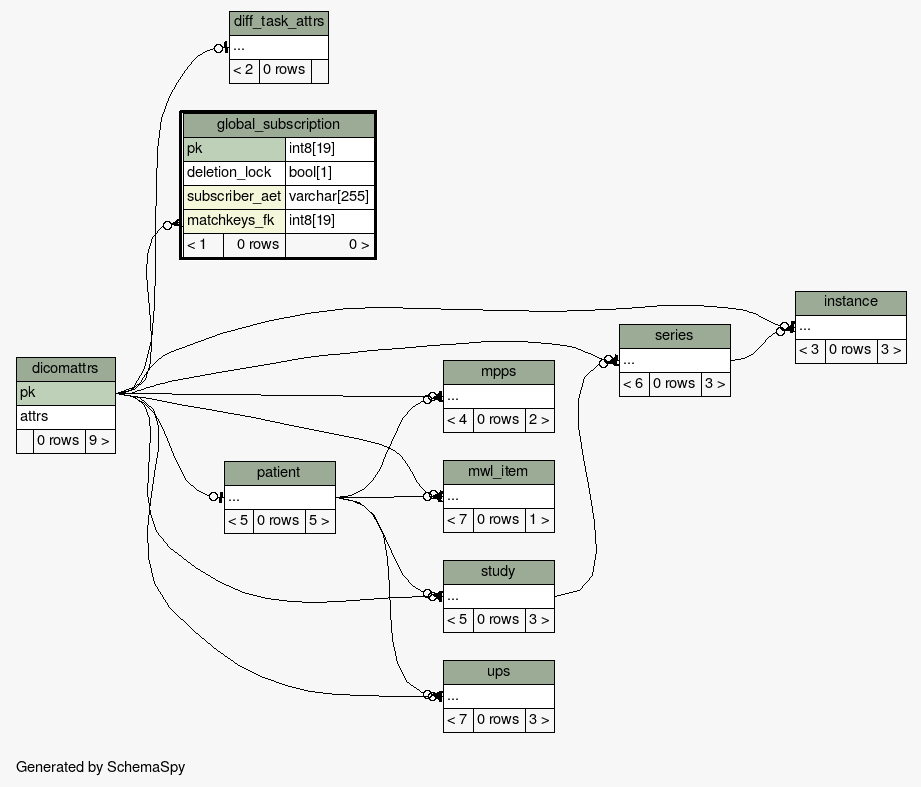 diff_task_attrs
...
< 2 0 rows
global_subscription
pk int8[19]
deletion_lock bool[1]
subscriber_aet varchar[255]
matchkeys_fk int8[19]
< 1 0 rows 0 >
instance
...
< 3 0 rows 3 >
series
...
< 6 0 rows 3 >
dicomattrs
pk
attrs
0 rows 9 >
mpps
...
< 4 0 rows 2 >
patient
...
< 5 0 rows 5 >
mwl_item
...
< 7 0 rows 1 >
study
...
< 5 0 rows 3 >
ups
...
< 7 0 rows 3 >
Generated by SchemaSpy